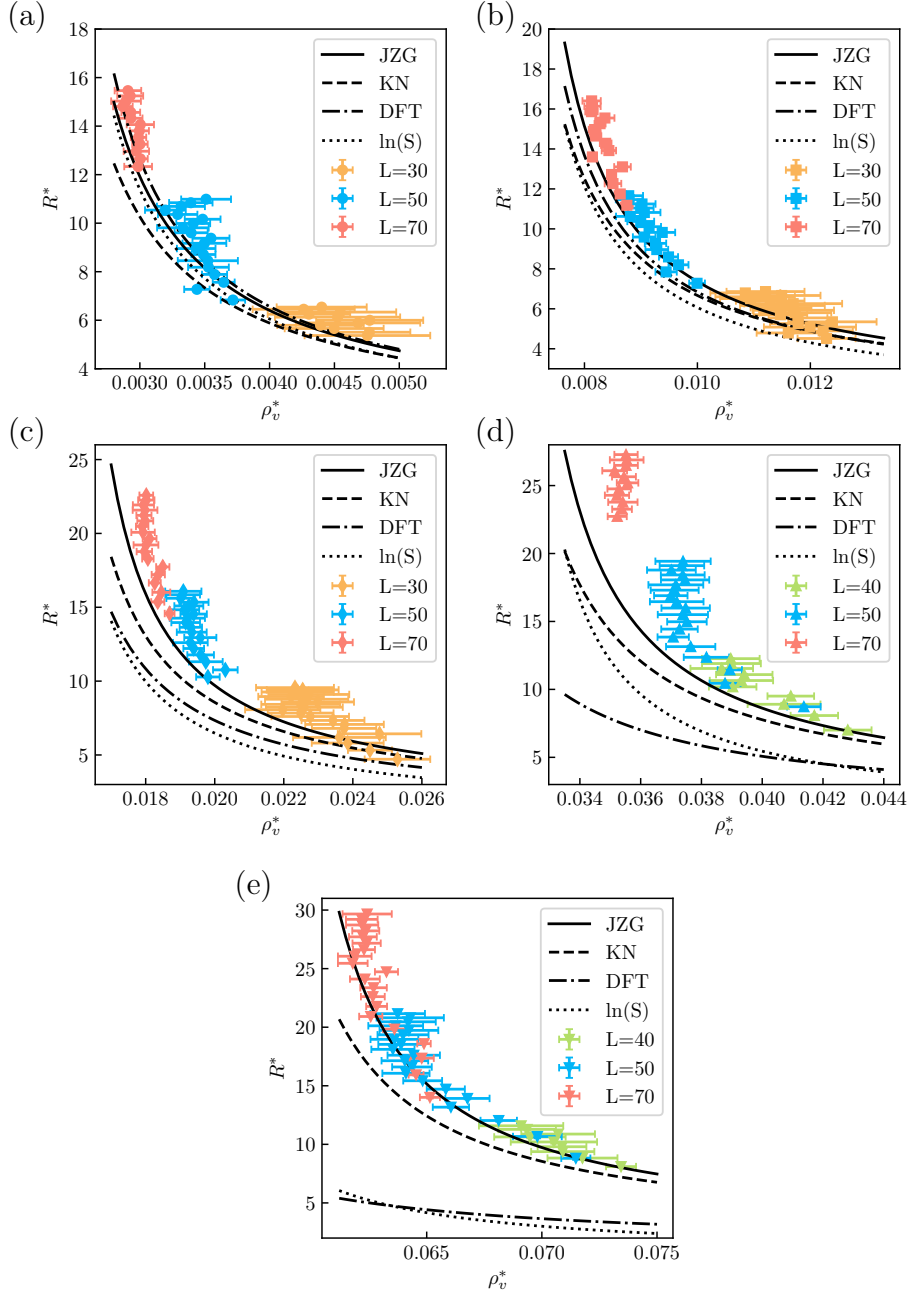 (a)
18
16
14
12
10
8
6
4
R*
0.0030
0.0035
0.0040
0.0045
0.0050
ρ*v
JZG
KN
DFT
ln(S)
L=30
L=50
L=70
(b)
20
18
16
14
12
10
8
6
4
R*
0.008
0.010
0.012
ρ*v
JZG
KN
DFT
ln(S)
L=30
L=50
L=70
(c)
25
20
15
10
5
R*
0.018
0.020
0.022
0.024
0.026
ρ*v
JZG
KN
DFT
ln(S)
L=30
L=50
L=70
(d)
25
20
15
10
5
R*
0.034
0.036
0.038
0.040
0.042
0.044
ρ*v
JZG
KN
DFT
ln(S)
L=40
L=50
L=70
(e)
30
25
20
15
10
5
R*
0.065
0.070
0.075
ρ*v
JZG
KN
DFT
ln(S)
L=40
L=50
L=70